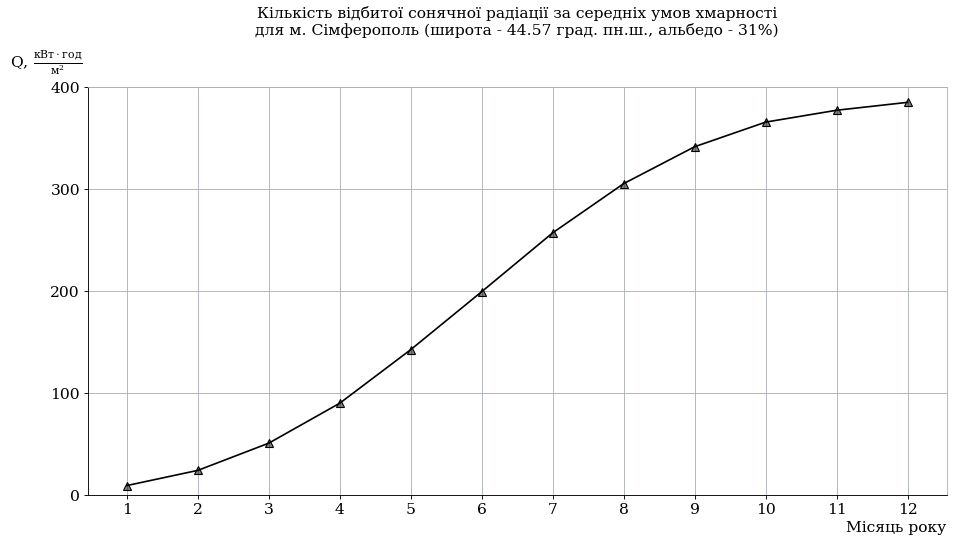 Кількість відбитої сонячної радіації за середніх умов хмарності
для м. Сімферополь (широта - 44.57 град. пн.ш., альбедо - 31%)
Q, кВт · год / м²
400
300
200
100
0
1 2 3 4 5 6 7 8 9 10 11 12
Місяць року